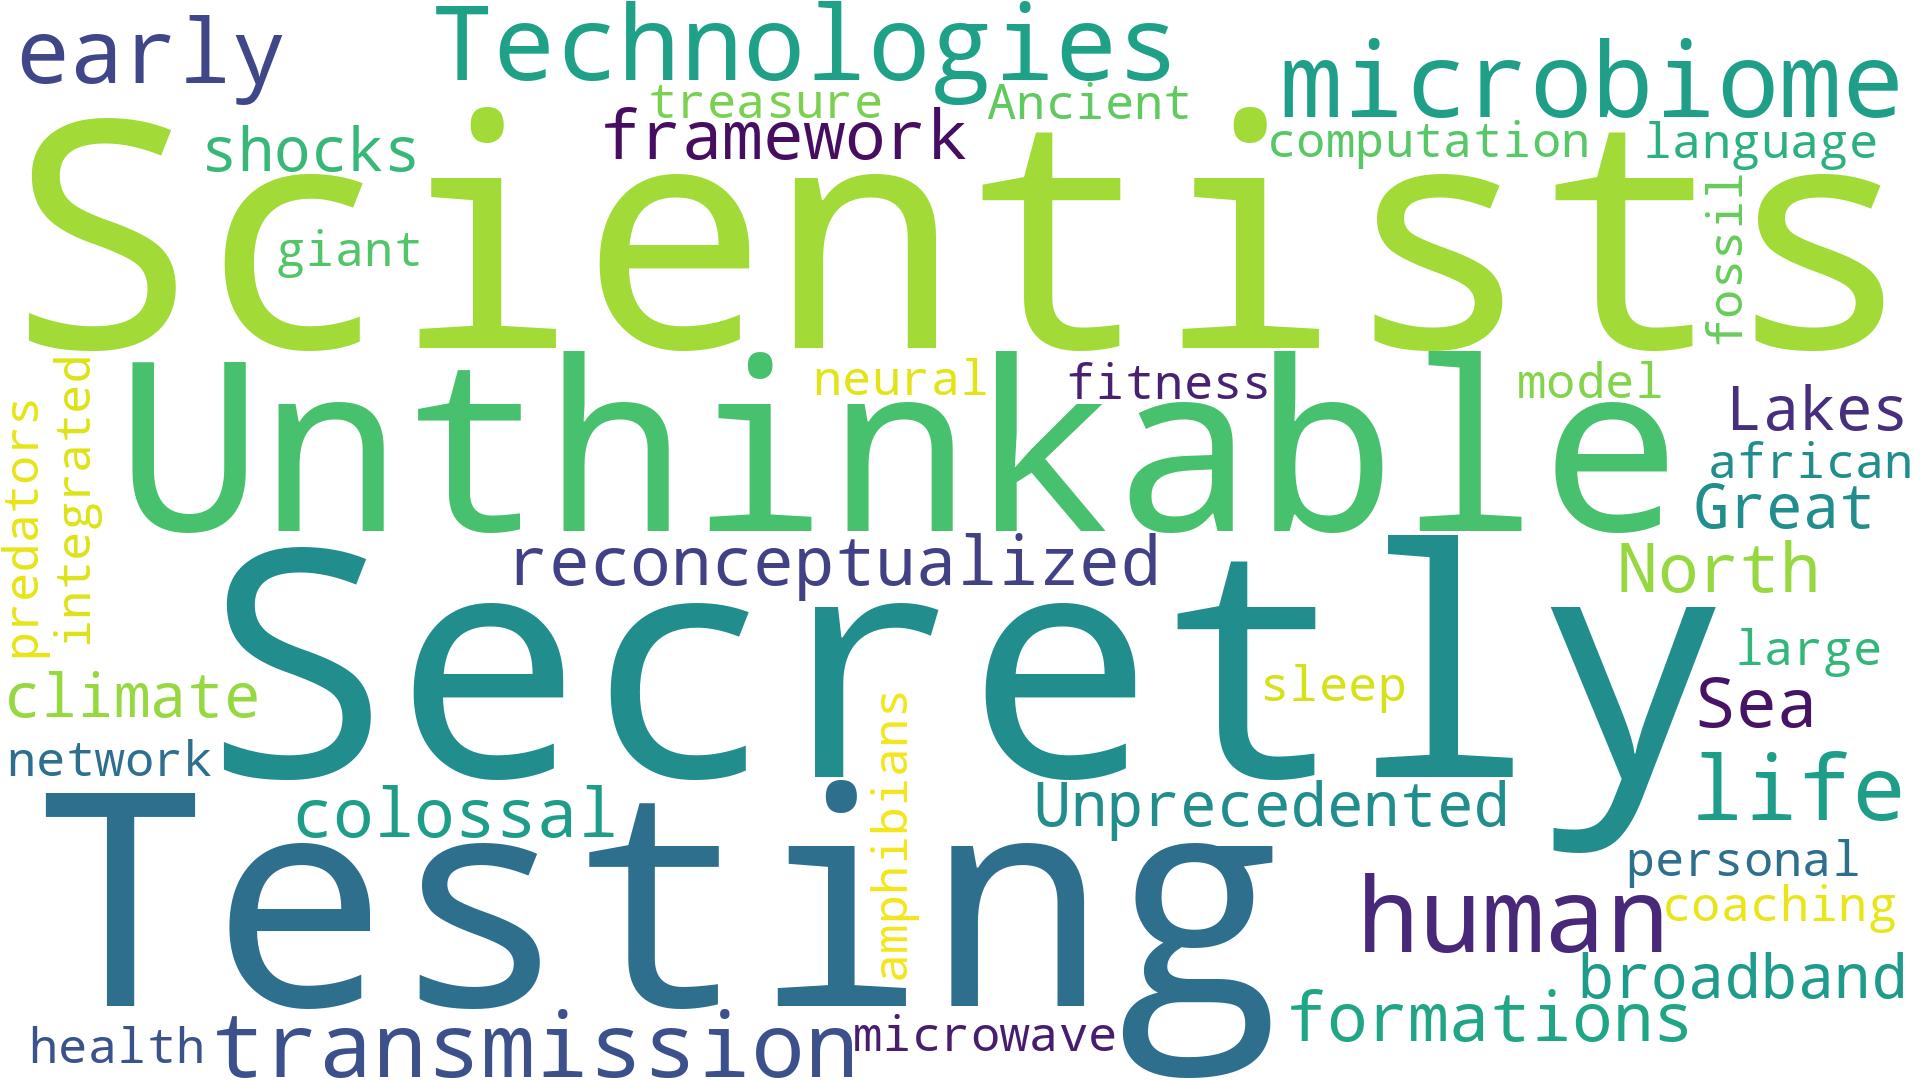 early
Technologies
microbiome
treasure
Ancient
shocks
framework
computation
language
Scientists
giant
fossil
neural
fitness
model
Lakes
Unthinkable
predators
integrated
african
Great
reconceptualized
North
Secretly
sleep
large
climate
Sea
network
amphibians
colossal
Unprecedented
life
Testing
personal
human
coaching
broadband
formations
health
transmission
microwave